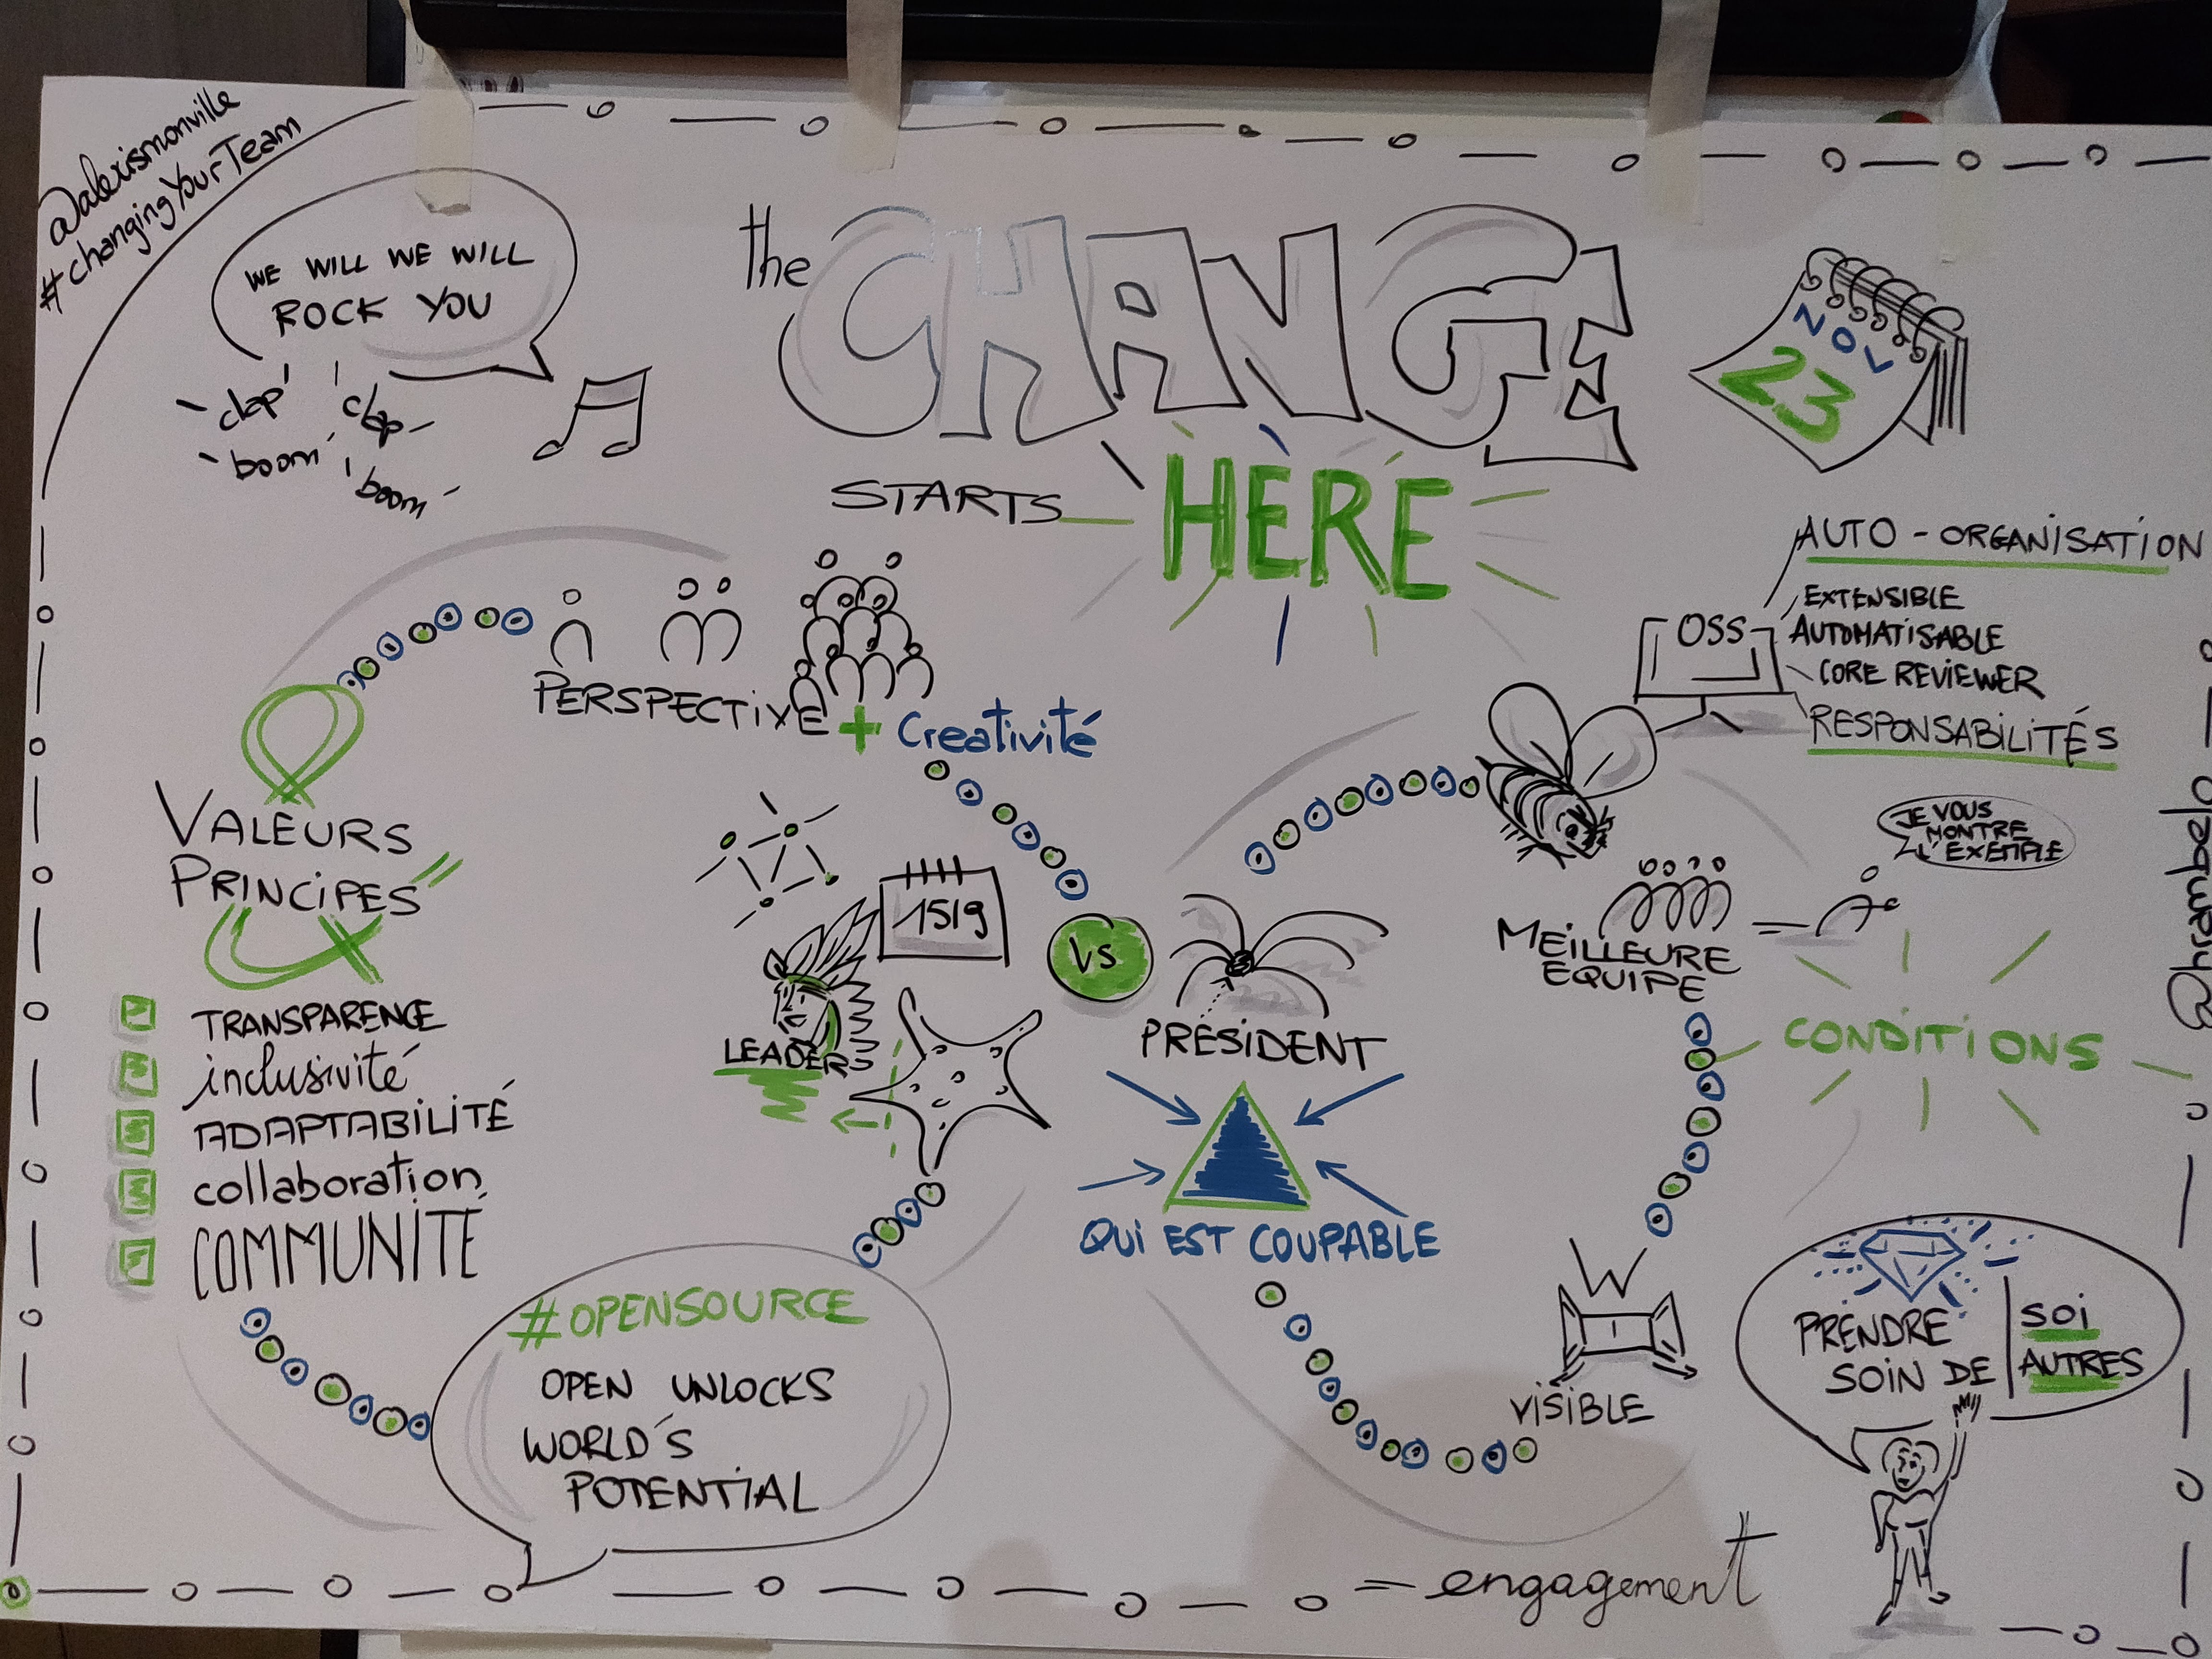 @alexismonville
#changingYourTeam
WE WILL WE WILL
ROCK YOU
clap clap
boom boom
the CHANGE
STARTS HERE
NOV
23
PERSPECTIVE
+ Creativité
VALEURS
PRINCIPES
TRANSPARENCE
inclusivité
ADAPTABILITÉ
collaboration
COMMUNITÉ
1519
LEADERS
VS
PRÉSIDENT
QUI EST COUPABLE
#OPENSOURCE
OPEN UNLOCKS
WORLD'S
POTENTIAL
OSS
AUTO-ORGANISATION
EXTENSIBLE
AUTOMATISABLE
CORE REVIEWER
RESPONSABILITÉS
JE VOUS
MONTRE
L'EXEMPLE
MEILLEURE
EQUIPE
=
CONDITIONS
VISIBLE
PRENDRE
SOIN DE
SOI
AUTRES
= engagement
@hrambelo